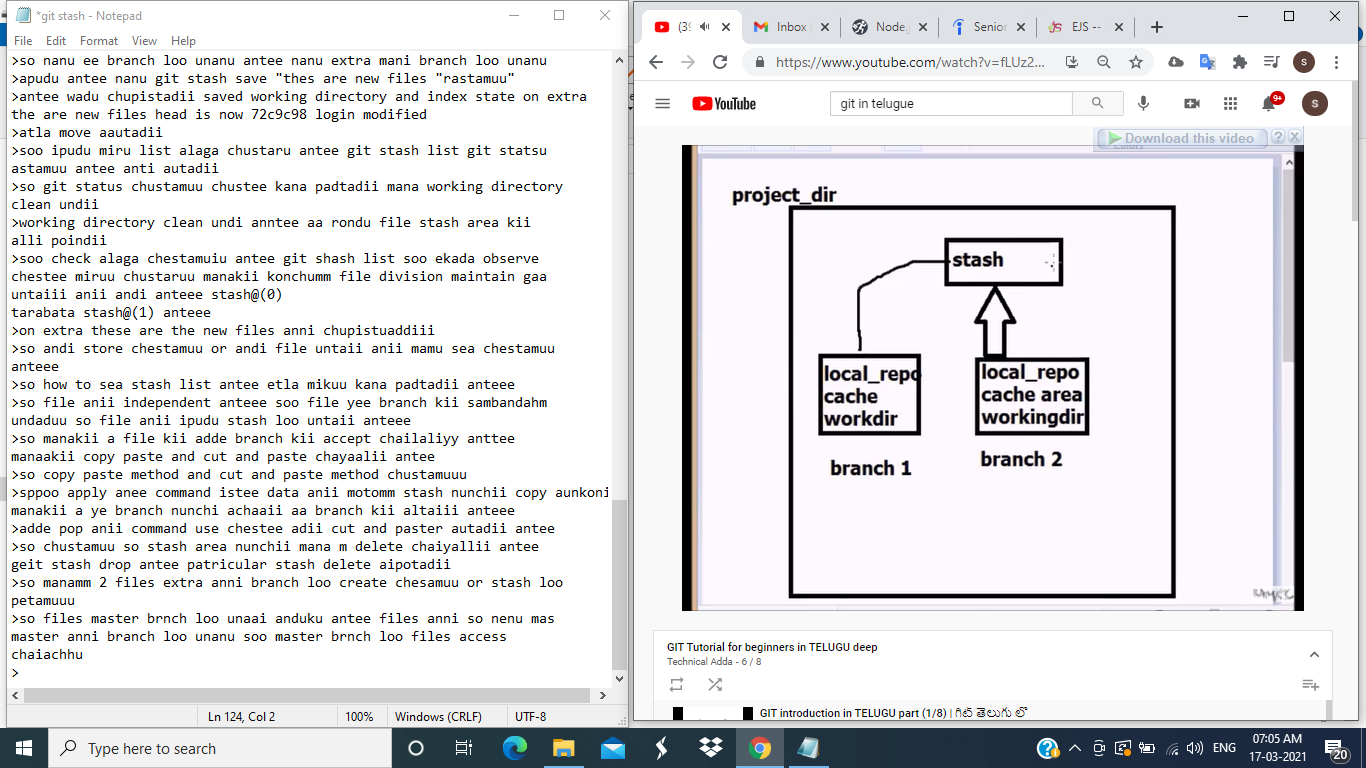 *git stash - Notepad
File Edit Format View Help
>so nanu ee branch loo unanu antee nanu extra mani branch loo unanu
>apudu antee nanu git stash save "thes are new files "rastamuu"
>antee wadu chupistadii saved working directory and index state on extra
the are new files head is now 72c9c98 login modified
>atla move aautadii
>soo ipudu miru list alaga chustaru antee git stash list git statsu
astamuu antee anti autadii
>so git status chustamuu chustee kana padtadii mana working directory
clean undii
>working directory clean undi anntee aa rondu file stash area kii
alli poindii
>soo check alaga chestamuiu antee git shash list soo ekada observe
chestee miruu chustaruu manakii konchumm file division maintain gaa
untaiii anii andi anteee stash@(0)
tarabata stash@(1) anteee
>on extra these are the new files anni chupistuaddiii
>so andi store chestamuu or andi file untaii anii mamu sea chestamuu
anteee
>so how to sea stash list antee etla mikuu kana padtadii anteee
>so file anii independent anteee soo file yee branch kii sambandahm
undaduu so file anii ipudu stash loo untaii anteee
>so manakii a file kii adde branch kii accept chailaliyy anttee
manaakii copy paste and cut and paste chayaalii antee
>so copy paste method and cut and paste method chustamuuu
>sppoo apply anee command istee data anii motomm stash nunchii copy aunkoni
manakii a ye branch nunchi achaaii aa branch kii altaiii anteee
>adde pop anii command use chestee adii cut and paster autadii antee
>so chustamuu so stash area nunchii mana m delete chaiyallii antee
geit stash drop antee patricular stash delete aipotadii
>so manamm 2 files extra anni branch loo create chesamuu or stash loo
petamuuu
>so files master brnch loo unaai anduku antee files anni so nenu mas
master anni branch loo unanu soo master brnch loo files access
chaiachhu
>
Ln 124, Col 2 100% Windows (CRLF) UTF-8
(39 Inbox Node.j Senior EJS --
https://www.youtube.com/watch?v=fLUz2... S
YouTube git in telugue 9+ S
Download this video ?
project_dir
stash
local_repo
cache
workdir
branch 1
local_repo
cache area
workingdir
branch 2
GIT Tutorial for beginners in TELUGU deep
Technical Adda - 6 / 8
GIT introduction in TELUGU part (1/8) | గిట్ తెలుగు లో
Type here to search
ENG 07:05 AM
17-03-2021 20